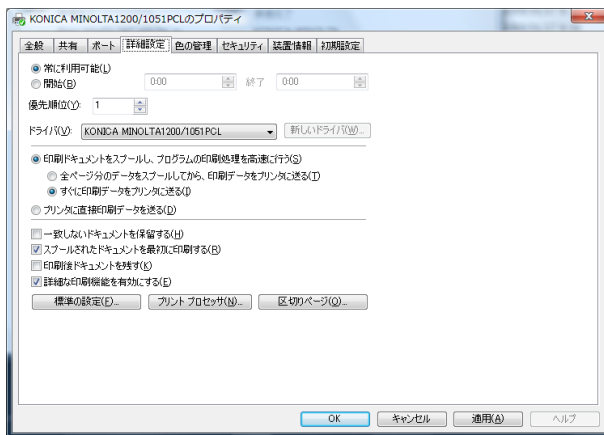 KONICA MINOLTA1200/1051PCLのプロパティ
全般 共有 ポート 詳細設定 色の管理 セキュリティ 装置情報 初期設定
常に利用可能(L)
開始(B) 0:00 終了 0:00
優先順位(Y): 1
ドライバ(V): KONICA MINOLTA1200/1051PCL 新しいドライバ(W)...
印刷ドキュメントをスプールし、プログラムの印刷処理を高速に行う(S)
全ページ分のデータをスプールしてから、印刷データをプリンタに送る(T)
すぐに印刷データをプリンタに送る(I)
プリンタに直接印刷データを送る(D)
一致しないドキュメントを保留する(H)
スプールされたドキュメントを最初に印刷する(R)
印刷後ドキュメントを残す(K)
詳細な印刷機能を有効にする(E)
標準の設定(F)... プリント プロセッサ(N)... 区切りページ(O)...
OK キャンセル 適用(A) ヘルプ